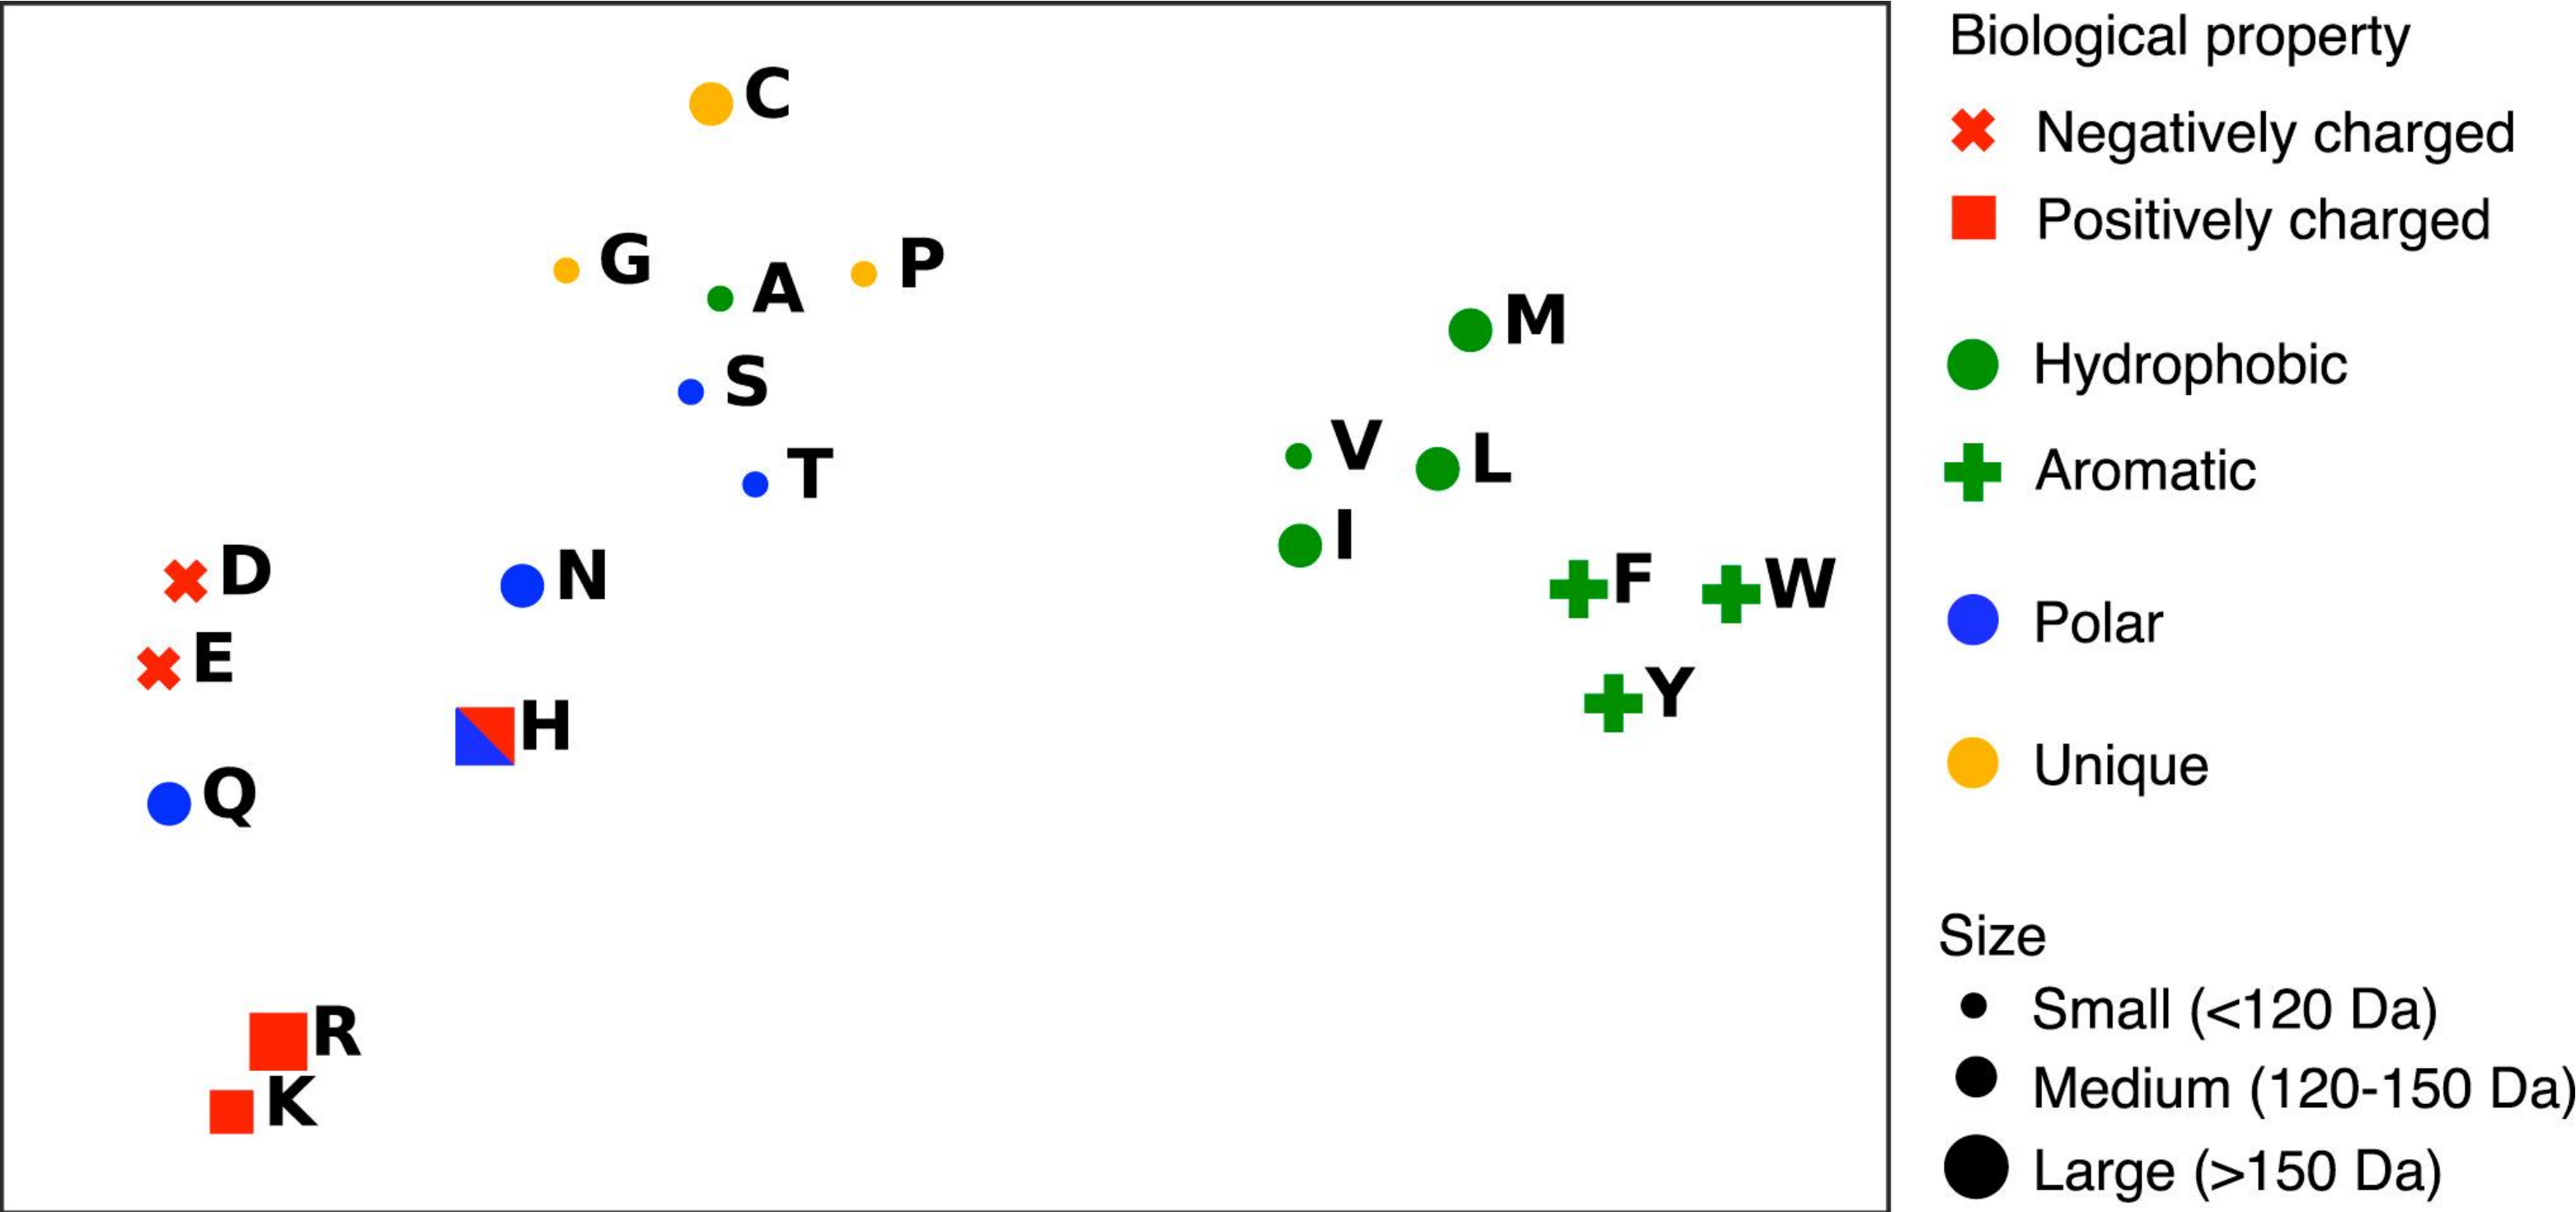 C
G
A
P
S
T
M
V
L
I
D
N
F
W
E
H
Y
Q
R
K
Biological property
Negatively charged
Positively charged
Hydrophobic
Aromatic
Polar
Unique
Size
Small (<120 Da)
Medium (120-150 Da)
Large (>150 Da)